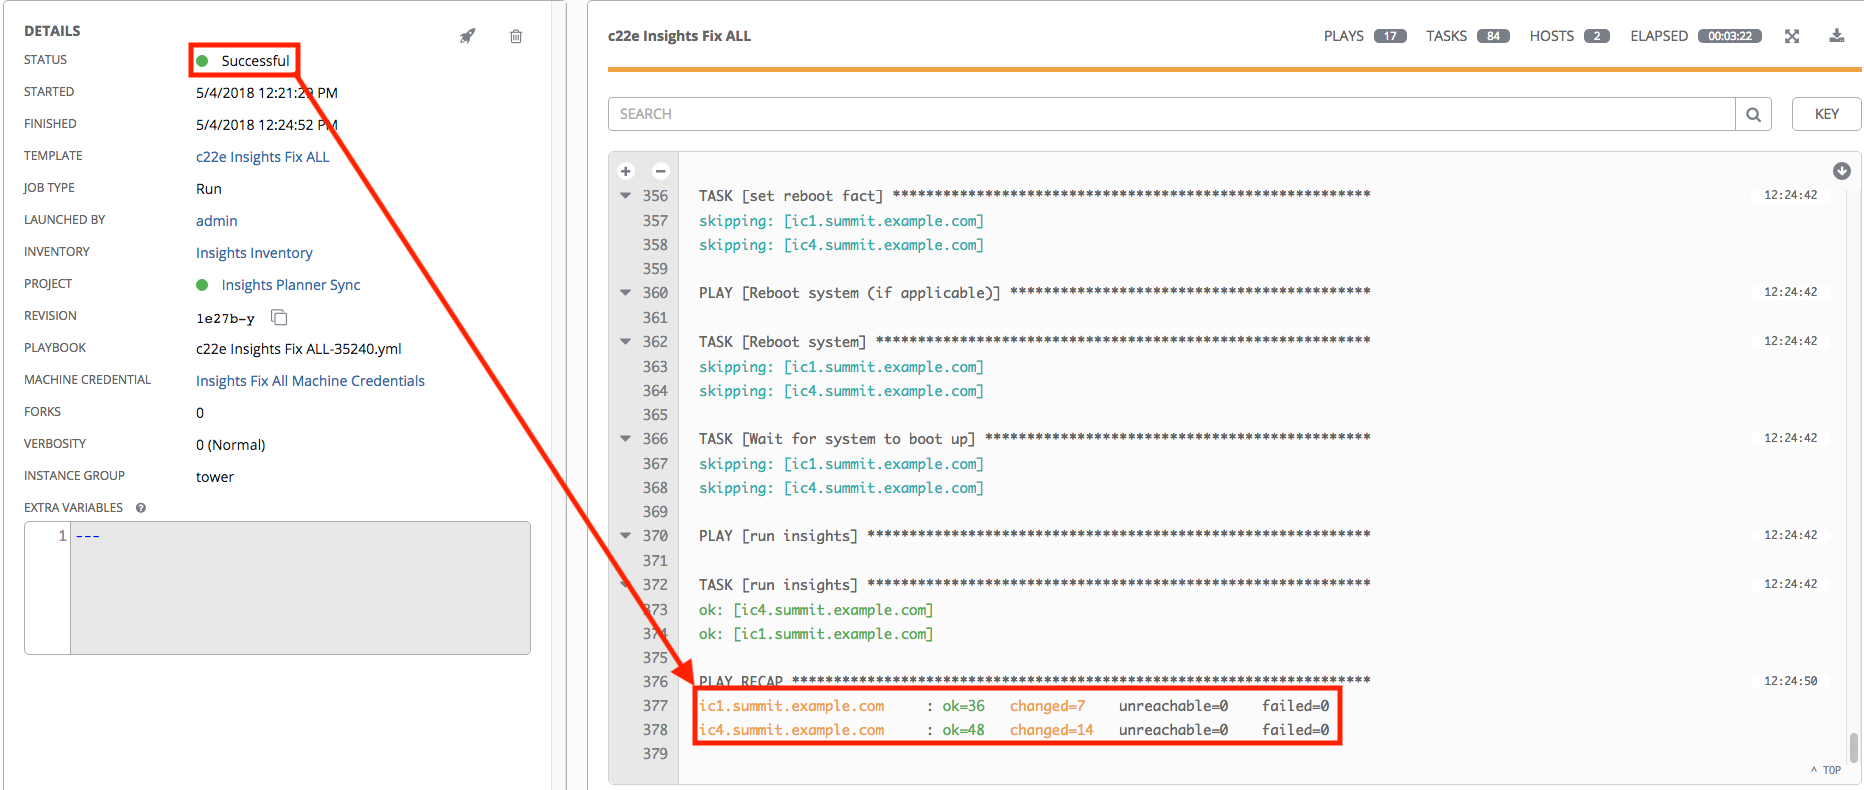 DETAILS
STATUS Successful
STARTED 5/4/2018 12:21:29 PM
FINISHED 5/4/2018 12:24:52 PM
TEMPLATE c22e Insights Fix ALL
JOB TYPE Run
LAUNCHED BY admin
INVENTORY Insights Inventory
PROJECT Insights Planner Sync
REVISION 1e27b-y
PLAYBOOK c22e Insights Fix ALL-35240.yml
MACHINE CREDENTIAL Insights Fix All Machine Credentials
FORKS 0
VERBOSITY 0 (Normal)
INSTANCE GROUP tower
EXTRA VARIABLES ?
1 ---
c22e Insights Fix ALL PLAYS 17 TASKS 84 HOSTS 2 ELAPSED 00:03:22
SEARCH KEY
+ −
356 TASK [set reboot fact] ********************************************************* 12:24:42
357 skipping: [ic1.summit.example.com]
358 skipping: [ic4.summit.example.com]
359
360 PLAY [Reboot system (if applicable)] ******************************************* 12:24:42
361
362 TASK [Reboot system] *********************************************************** 12:24:42
363 skipping: [ic1.summit.example.com]
364 skipping: [ic4.summit.example.com]
365
366 TASK [Wait for system to boot up] ********************************************** 12:24:42
367 skipping: [ic1.summit.example.com]
368 skipping: [ic4.summit.example.com]
369
370 PLAY [run insights] ************************************************************ 12:24:42
371
372 TASK [run insights] ************************************************************ 12:24:42
373 ok: [ic4.summit.example.com]
374 ok: [ic1.summit.example.com]
375
376 PLAY RECAP ********************************************************************* 12:24:50
377 ic1.summit.example.com : ok=36 changed=7 unreachable=0 failed=0
378 ic4.summit.example.com : ok=48 changed=14 unreachable=0 failed=0
379
^ TOP